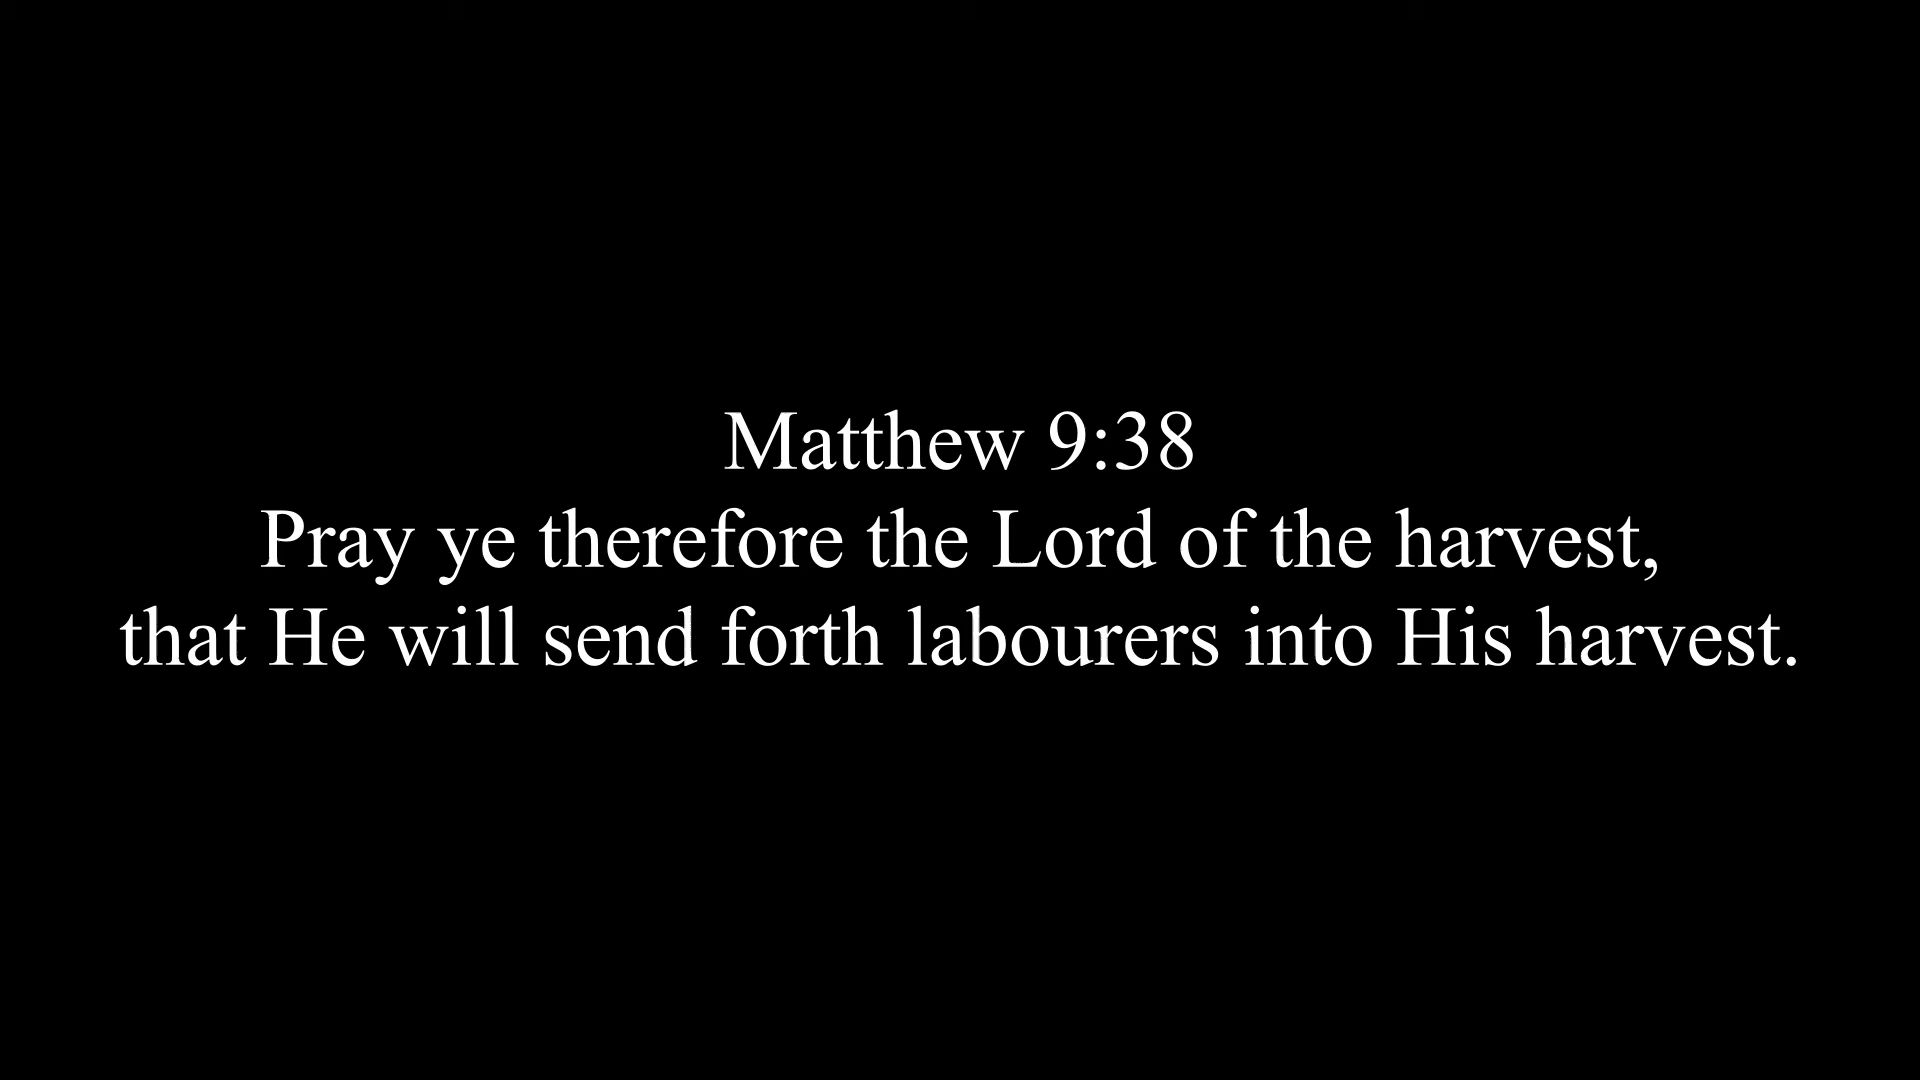 Matthew 9:38
Pray ye therefore the Lord of the harvest,
that He will send forth labourers into His harvest.